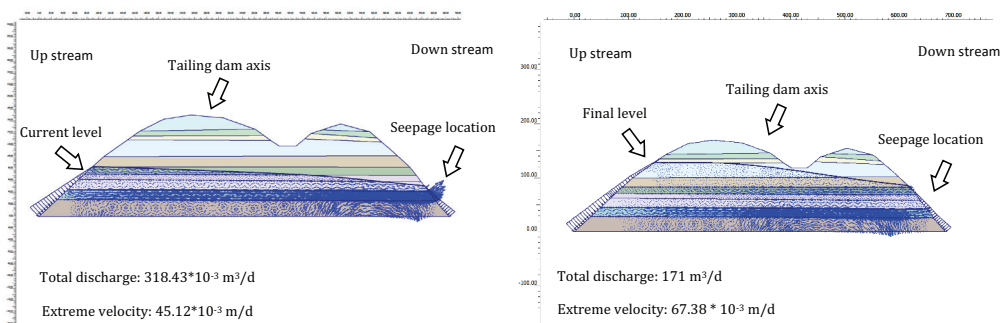 Up stream
Down stream
Tailing dam axis
Current level
Seepage location
Total discharge: 318.43*10-3 m3/d
Extreme velocity: 45.12*10-3 m/d
0.00 100.00 200.00 300.00 400.00 500.00 600.00 700.00
Up stream
Down stream
300.00
Tailing dam axis
Final level
200.00
Seepage location
100.00
0.00
-100.00
Total discharge: 171 m3/d
Extreme velocity: 67.38 * 10-3 m/d